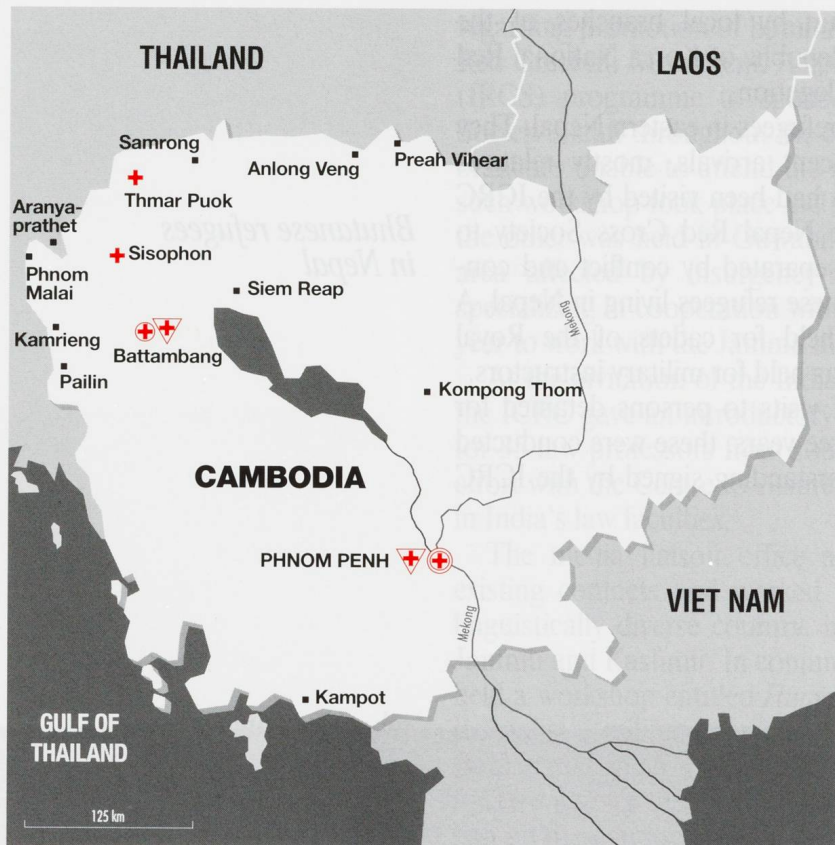 THAILAND
LAOS
Samrong
Anlong Veng
Preah Vihear
Thmar Puok
Aranya-
prathet
Sisophon
Phnom
Malai
Siem Reap
Mekong
Kamrieng
Battambang
Pailin
Kompong Thom
CAMBODIA
PHNOM PENH
VIET NAM
Mekong
Kampot
GULF OF
THAILAND
125 km